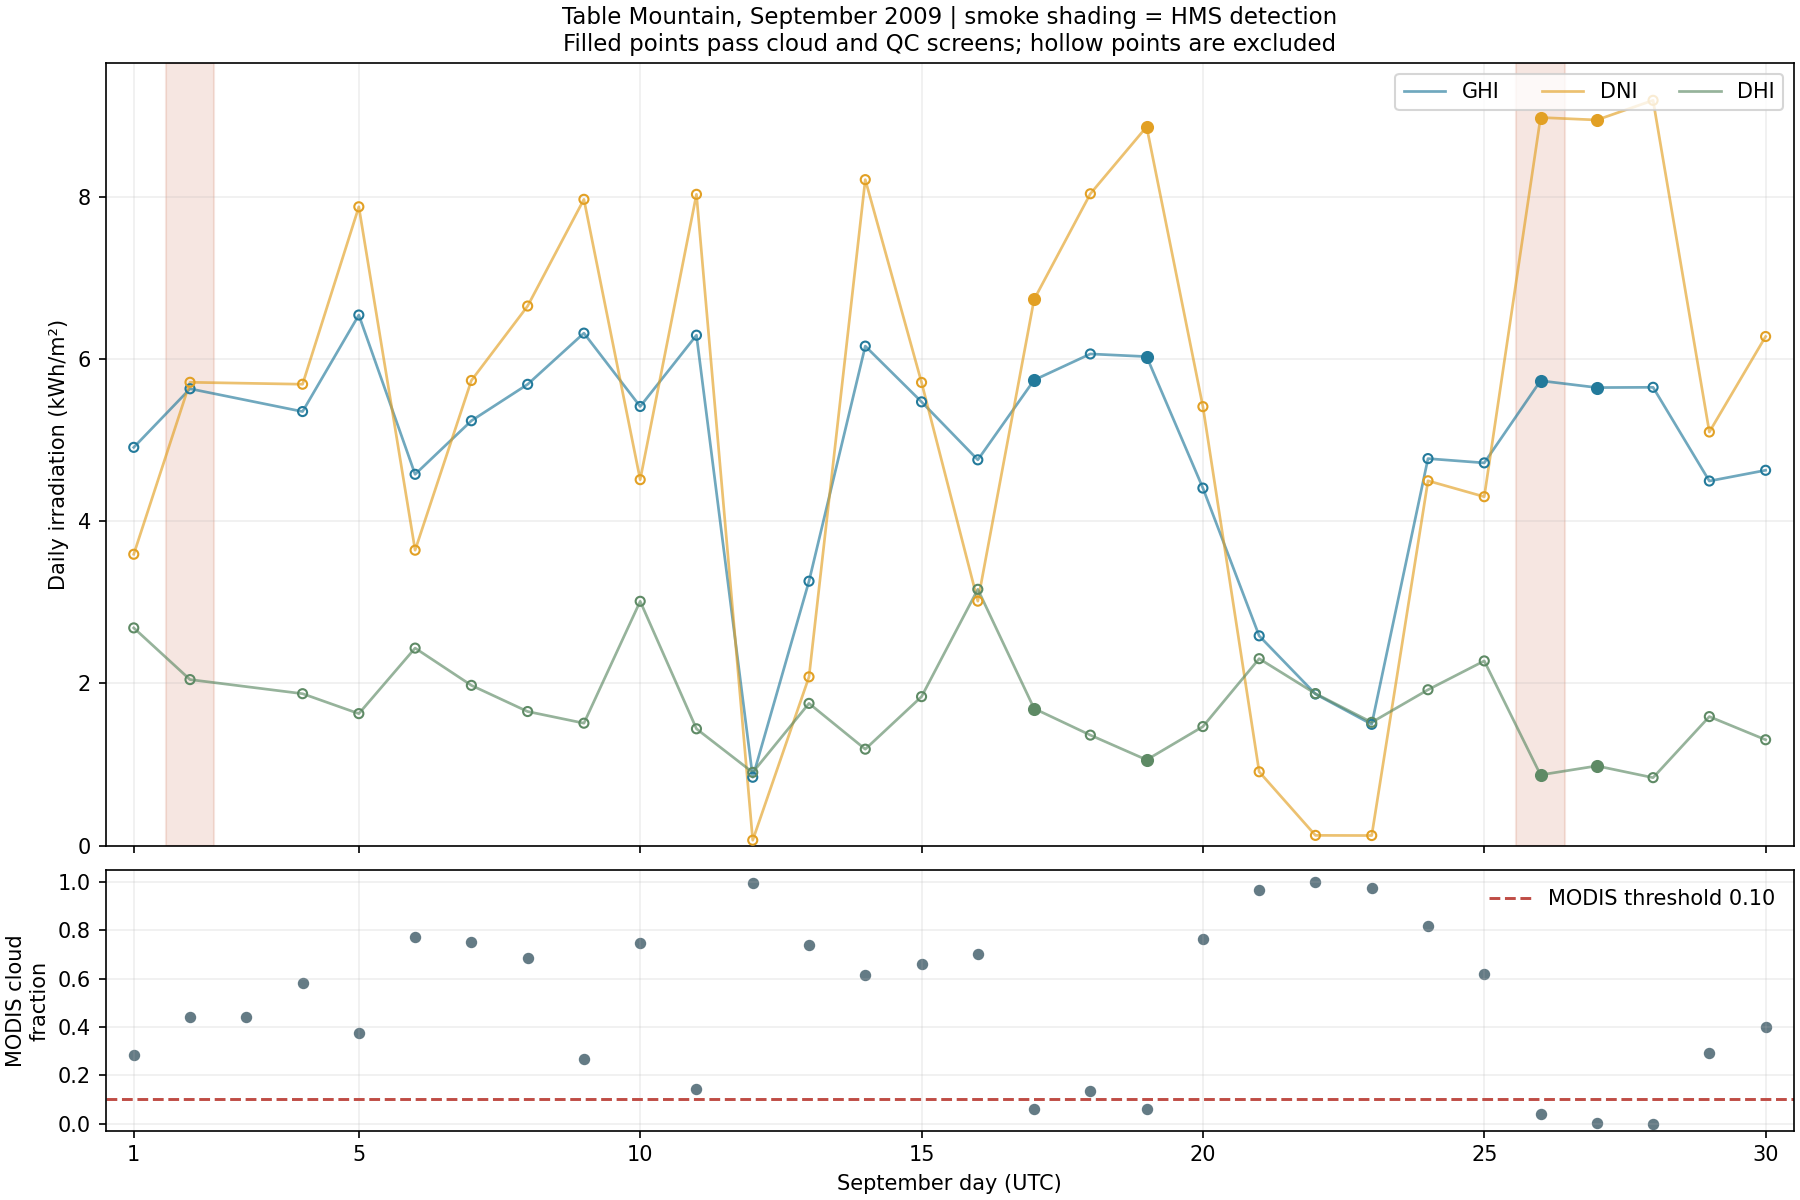 Table Mountain, September 2009 | smoke shading = HMS detection
Filled points pass cloud and QC screens; hollow points are excluded
GHI DNI DHI
Daily irradiation (kWh/m²)
8
6
4
2
0
MODIS threshold 0.10
MODIS cloud
fraction
1.0
0.8
0.6
0.4
0.2
0.0
1 5 10 15 20 25 30
September day (UTC)